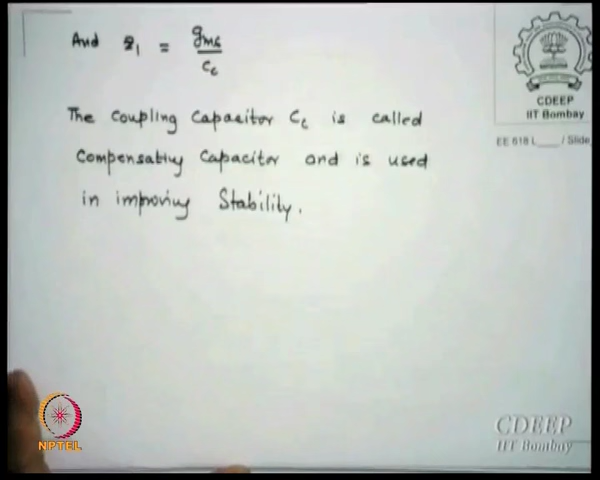 And z₁ = gm6 / Cc
The Coupling Capacitor Cc is called
Compensating Capacitor and is used
in improving Stability.
CDEEP
IIT Bombay
EE 618 L___ / Slide
NPTEL
CDEEP
IIT Bombay